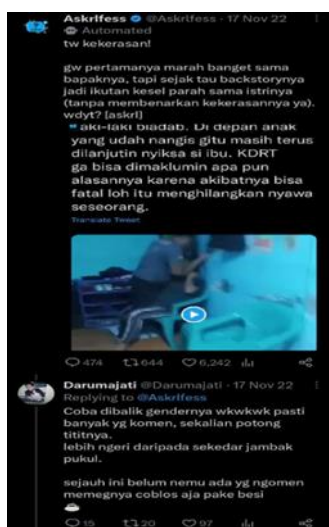 Askrlfess @Askrlfess · 17 Nov 22
Automated
tw kekerasan!
gw pertamanya marah banget sama
bapaknya, tapi sejak tau backstorynya
jadi ikutan kesel parah sama istrinya
(tanpa membenarkan kekerasannya ya).
wdyt? [askrl]
"aki-laki biadab. Di depan anak
yang udah nangis gitu masih terus
dilanjutin nyiksa si ibu. KDRT
ga bisa dimaklumin apa pun
alasannya karena akibatnya bisa
fatal loh itu menghilangkan nyawa
seseorang.
Translate Tweet
474 644 6,242
Darumajati @Darumajati · 17 Nov 22
Replying to @Askrlfess
Coba dibalik gendernya wkwkwk pasti
banyak yg komen, sekalian potong
tititnya.
lebih ngeri daripada sekedar jambak
pukul.
sejauh ini belum nemu ada yg ngomen
memegnya coblos aja pake besi
15 20 97